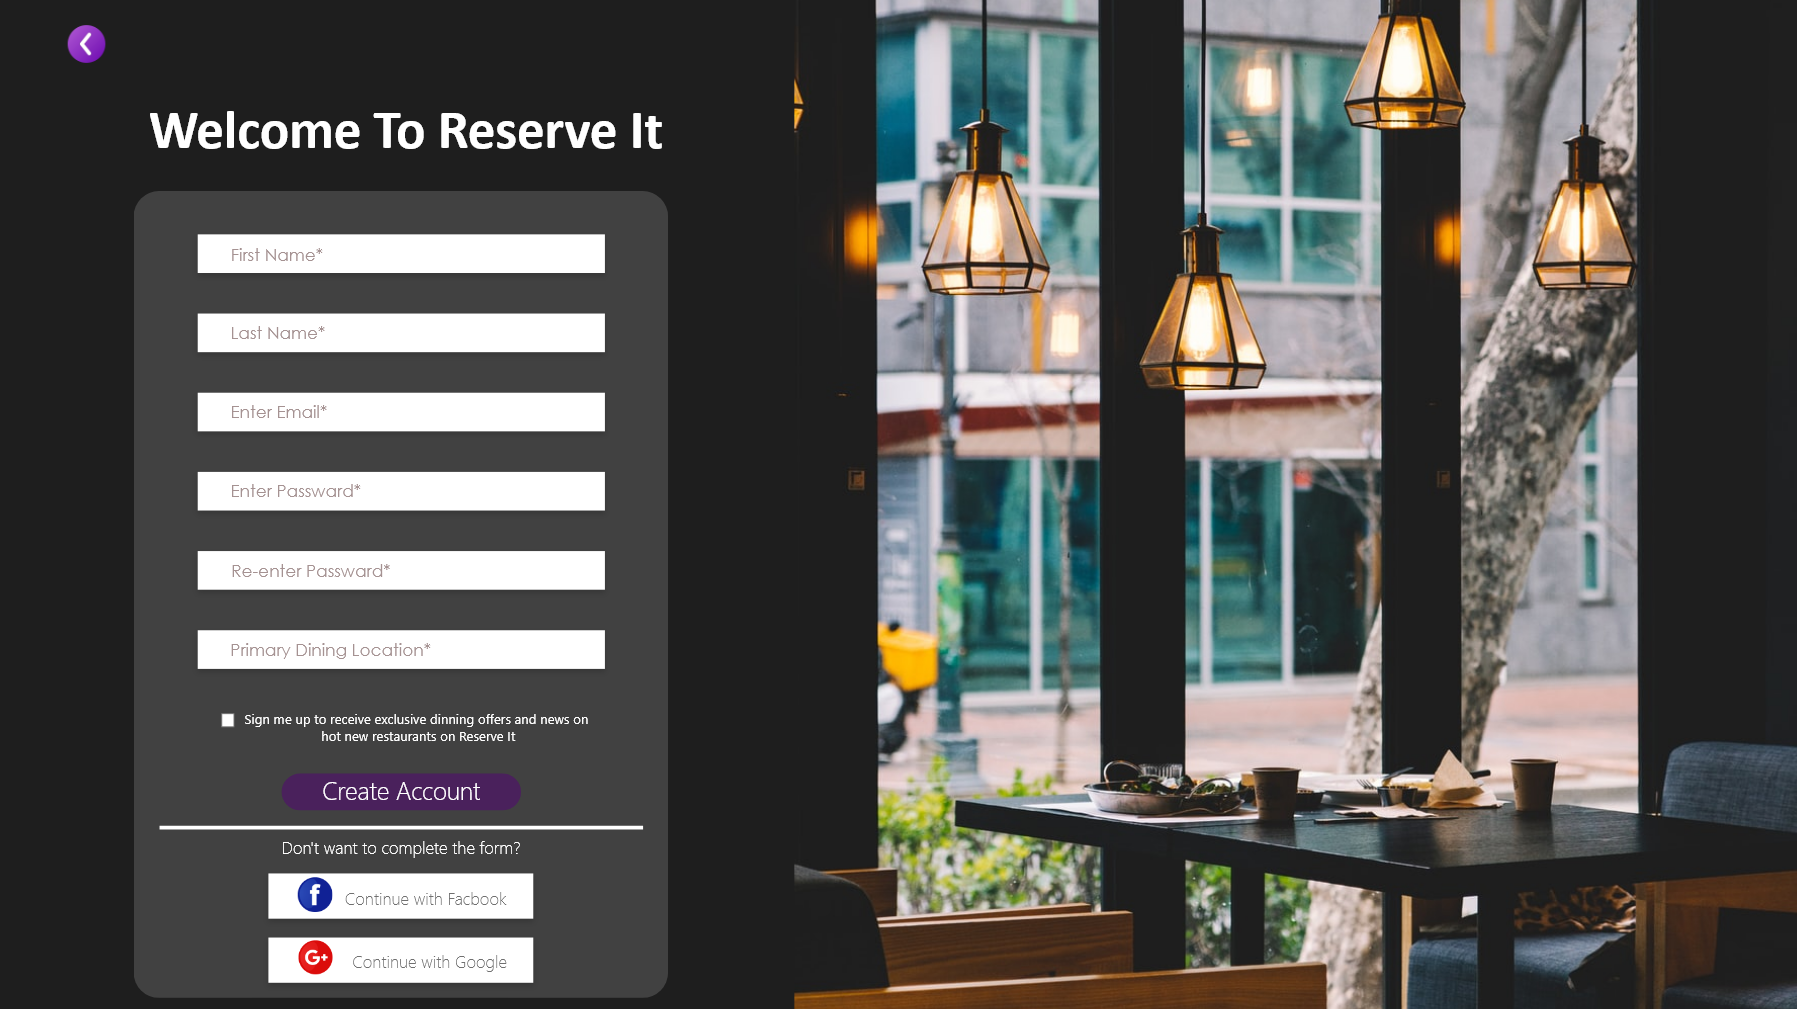 Welcome To Reserve It
First Name*
Last Name*
Enter Email*
Enter Passward*
Re-enter Passward*
Primary Dining Location*
Sign me up to receive exclusive dinning offers and news on
hot new restaurants on Reserve It
Create Account
Don't want to complete the form?
f Continue with Facbook
G+ Continue with Google